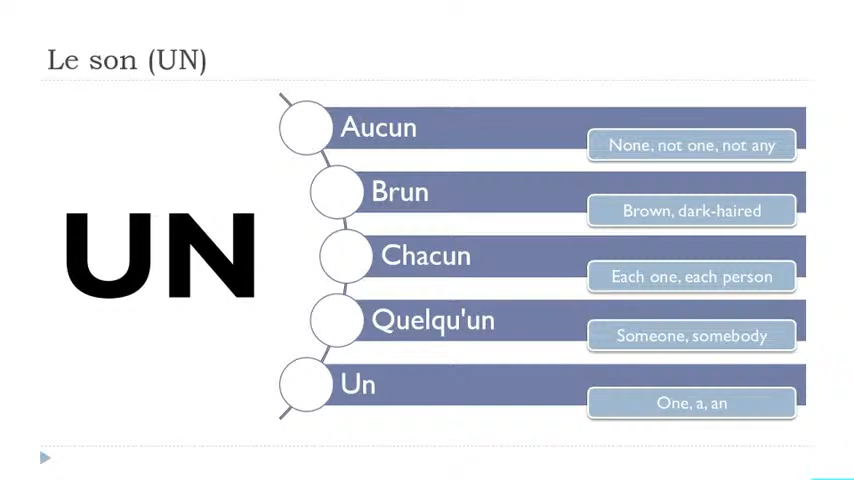 Le son (UN)
UN
Aucun
None, not one, not any
Brun
Brown, dark-haired
Chacun
Each one, each person
Quelqu'un
Someone, somebody
Un
One, a, an